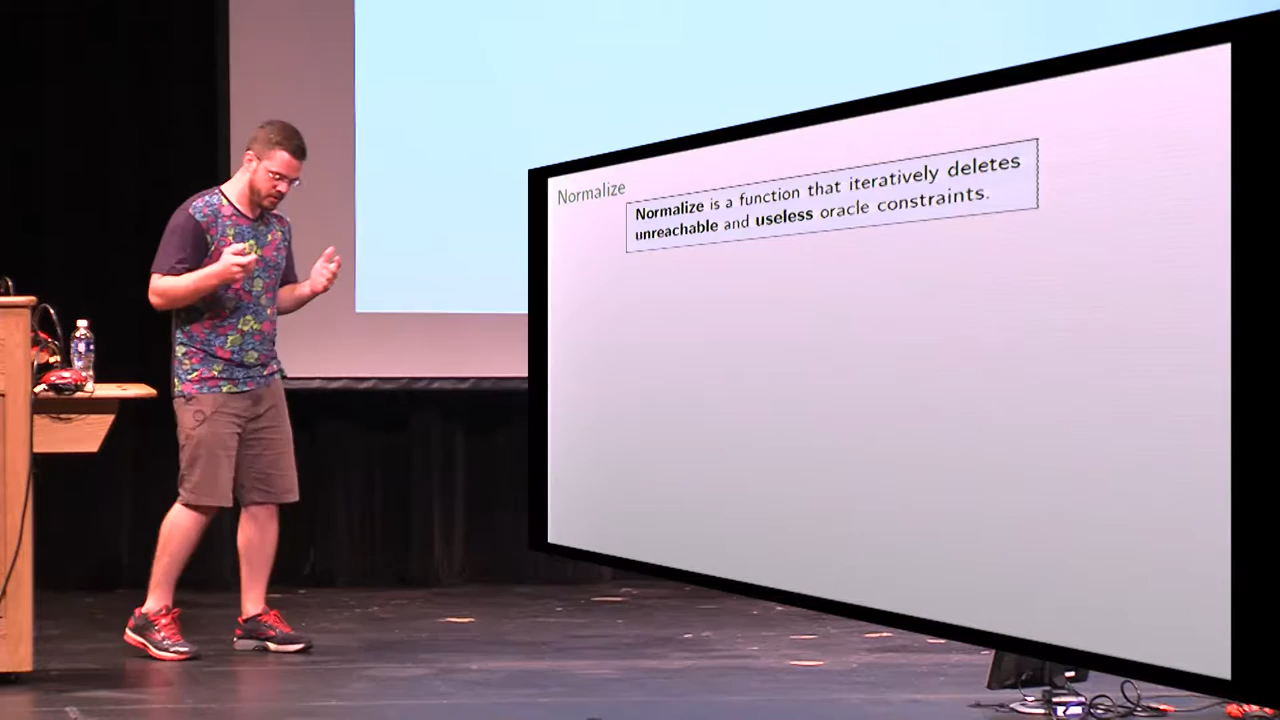 Normalize
Normalize is a function that iteratively deletes
unreachable and useless oracle constraints.